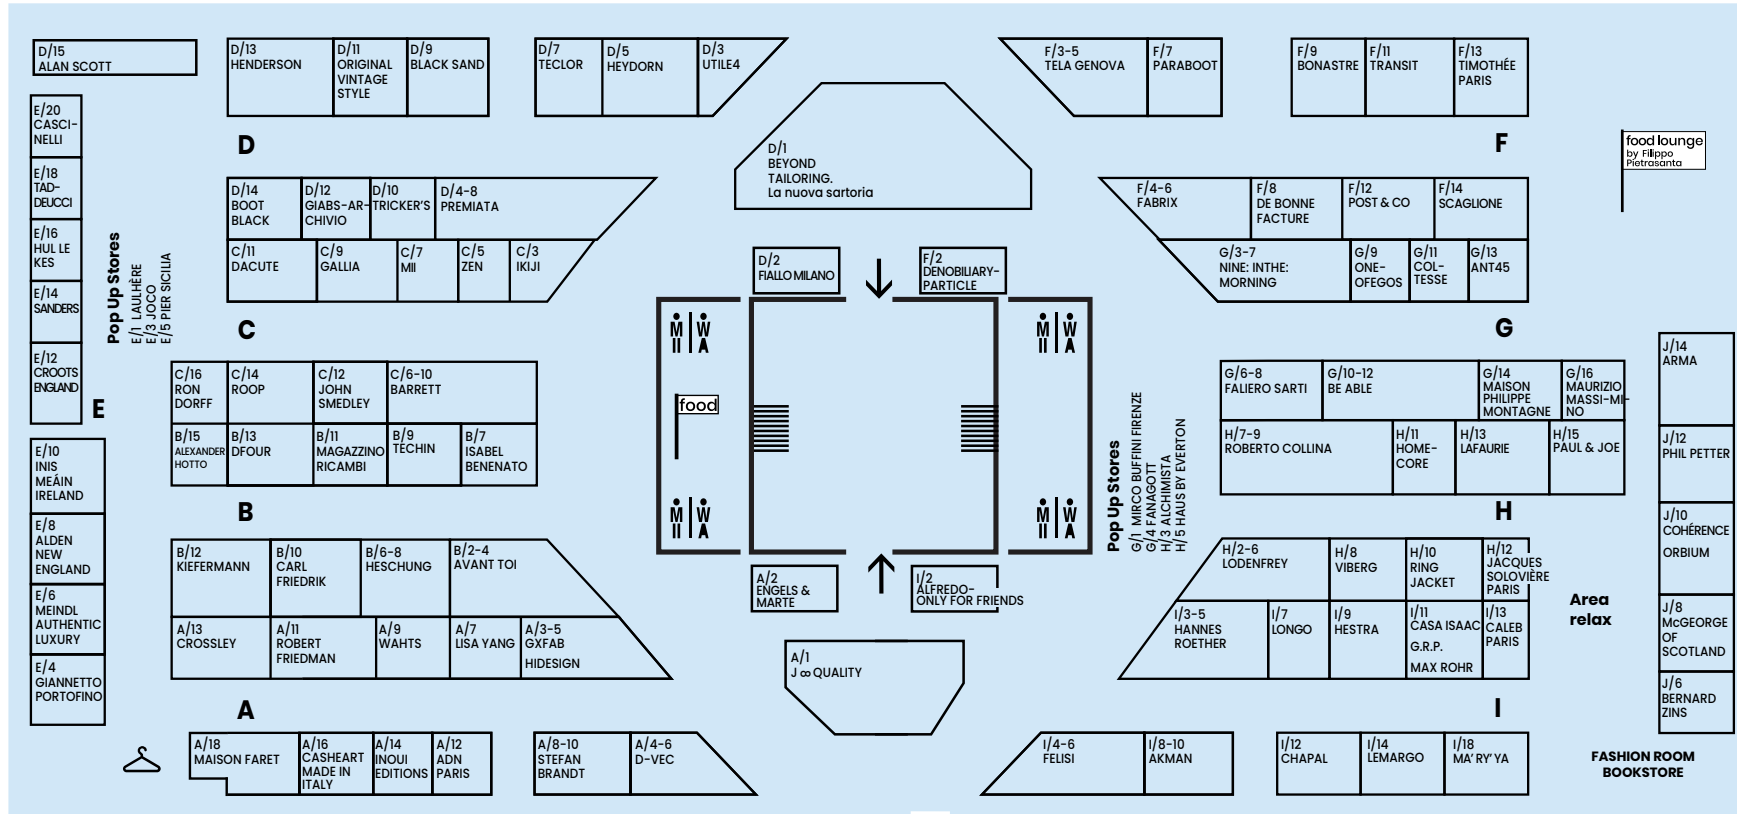 D/15
ALAN SCOTT
D/13
HENDERSON
D/11
ORIGINAL
VINTAGE
STYLE
D/9
BLACK SAND
D/7
TECLOR
D/5
HEYDORN
D/3
UTILE4
F/3-5
TELA GENOVA
F/7
PARABOOT
F/9
BONASTRE
F/11
TRANSIT
F/13
TIMOTHÉE
PARIS
E/20
CASCI-
NELLI
E/18
TAD-
DEUCCI
E/16
HUL LE
KES
E/14
SANDERS
E/12
CROOTS
ENGLAND
E
E/10
INIS
MEÁIN
IRELAND
E/8
ALDEN
NEW
ENGLAND
E/6
MEINDL
AUTHENTIC
LUXURY
E/4
GIANNETTO
PORTOFINO
Pop Up Stores
E/1 LAULHÈRE
E/3 JOCO
E/5 PIER SICILIA
D
D/14
BOOT
BLACK
D/12
GIABS-AR-
CHIVIO
D/10
TRICKER'S
D/4-8
PREMIATA
C/11
DACUTE
C/9
GALLIA
C/7
MII
C/5
ZEN
C/3
IKIJI
C
C/16
RON
DORFF
C/14
ROOP
C/12
JOHN
SMEDLEY
C/6-10
BARRETT
B/15
ALEXANDER
HOTTO
B/13
DFOUR
B/11
MAGAZZINO
RICAMBI
B/9
TECHIN
B/7
ISABEL
BENENATO
B
B/12
KIEFERMANN
B/10
CARL
FRIEDRIK
B/6-8
HESCHUNG
B/2-4
AVANT TOI
A/13
CROSSLEY
A/11
ROBERT
FRIEDMAN
A/9
WAHTS
A/7
LISA YANG
A/3-5
GXFAB
HIDESIGN
A
A/18
MAISON FARET
A/16
CASHEART
MADE IN
ITALY
A/14
INOUI
EDITIONS
A/12
ADN
PARIS
A/8-10
STEFAN
BRANDT
A/4-6
D-VEC
D/1
BEYOND
TAILORING.
La nuova sartoria
D/2
FIALLO MILANO
F/2
DENOBILIARY-
PARTICLE
M W
food
M W
M W
M W
A/2
ENGELS &
MARTE
I/2
ALFREDO-
ONLY FOR FRIENDS
A/1
J ∞ QUALITY
Pop Up Stores
G/1 MIRCO BUFFINI FIRENZE
G/4 FANAGOTT
H/3 ALCHIMISTA
H/5 HAUS BY EVERTON
F
food lounge
by Filippo
Pietrasanta
F/4-6
FABRIX
F/8
DE BONNE
FACTURE
F/12
POST & CO
F/14
SCAGLIONE
G/3-7
NINE: INTHE:
MORNING
G/9
ONE-
OFEGOS
G/11
COL-
TESSE
G/13
ANT45
G
G/6-8
FALIERO SARTI
G/10-12
BE ABLE
G/14
MAISON
PHILIPPE
MONTAGNE
G/16
MAURIZIO
MASSI-MI-
NO
H/7-9
ROBERTO COLLINA
H/11
HOME-
CORE
H/13
LAFAURIE
H/15
PAUL & JOE
H
H/2-6
LODENFREY
H/8
VIBERG
H/10
RING
JACKET
H/12
JACQUES
SOLOVIÈRE
PARIS
I/3-5
HANNES
ROETHER
I/7
LONGO
I/9
HESTRA
I/11
CASA ISAAC
G.R.P.
MAX ROHR
I/13
CALEB
PARIS
I
I/4-6
FELISI
I/8-10
AKMAN
I/12
CHAPAL
I/14
LEMARGO
I/18
MA' RY' YA
J/14
ARMA
J/12
PHIL PETTER
J/10
COHÉRENCE
ORBIUM
J/8
McGEORGE
OF
SCOTLAND
J/6
BERNARD
ZINS
Area
relax
FASHION ROOM
BOOKSTORE